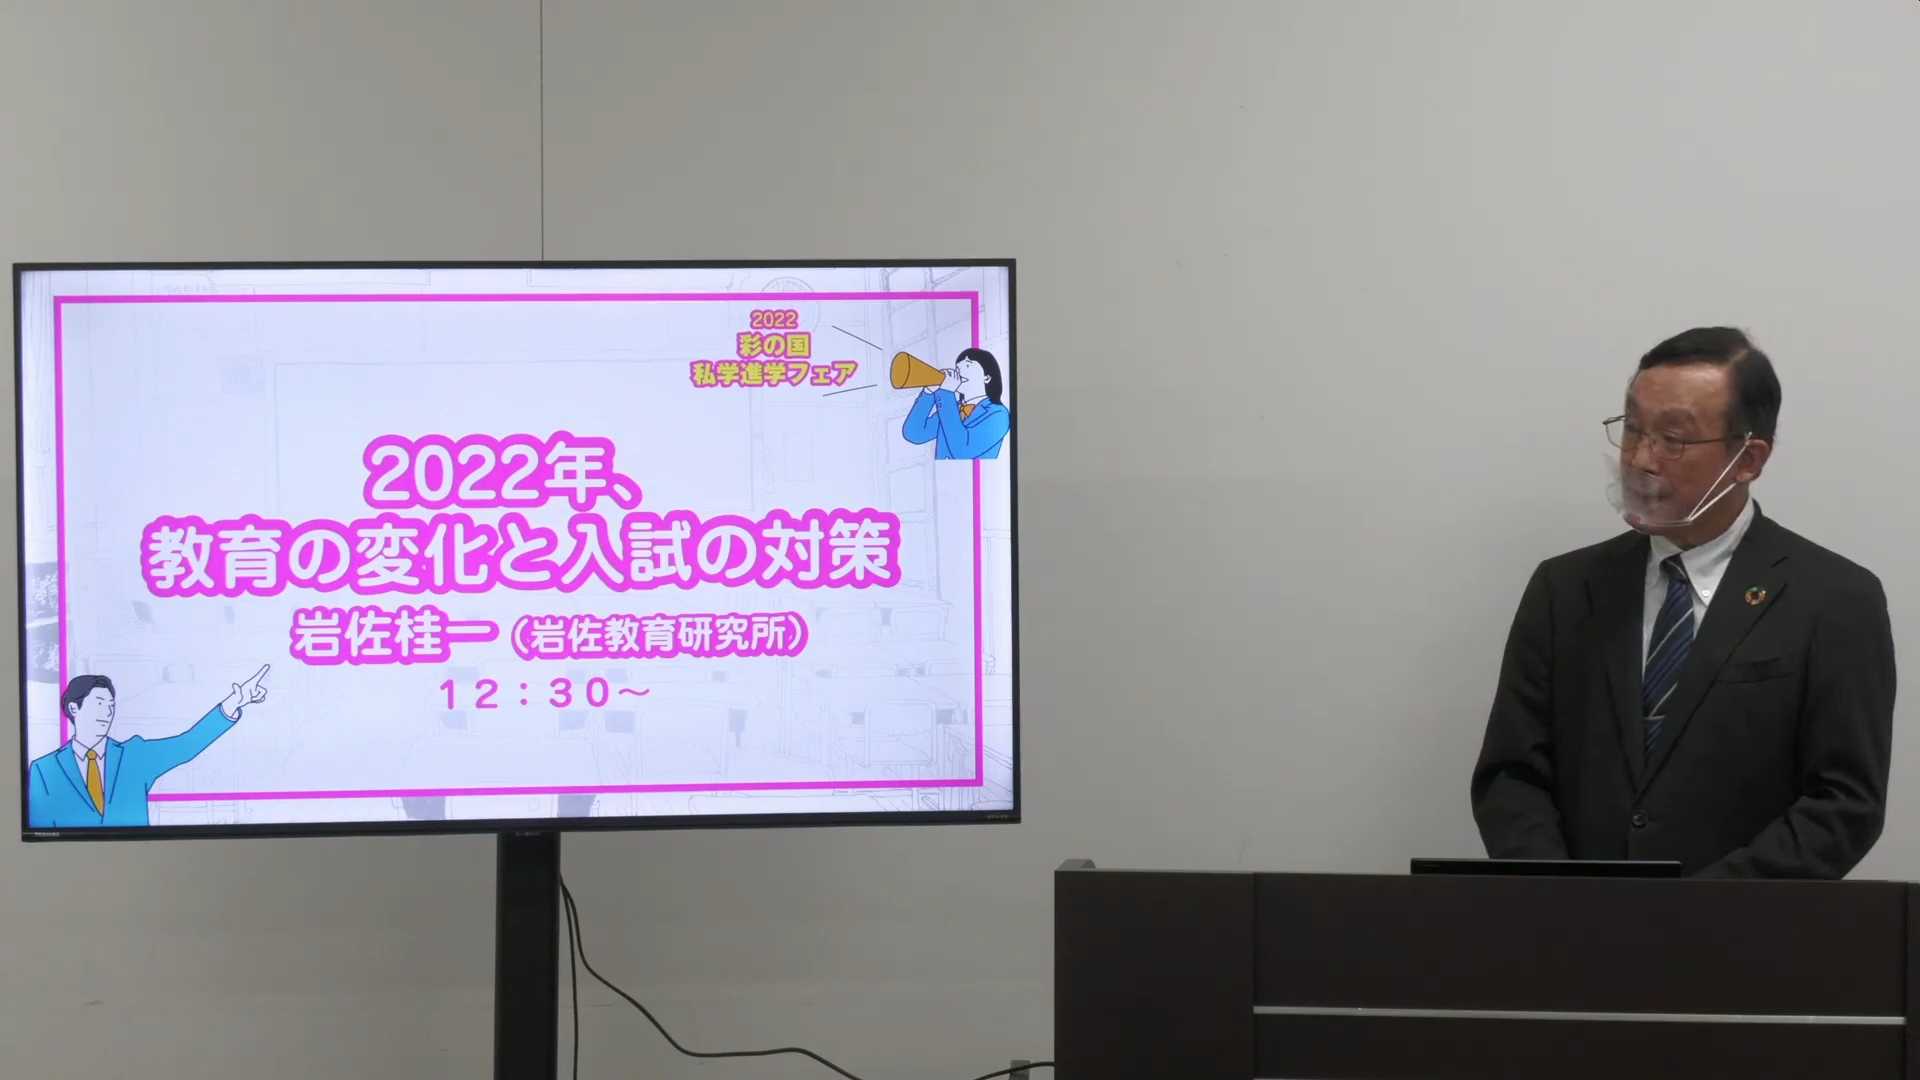 2022
彩の国
私学進学フェア
2022年、
教育の変化と入試の対策
岩佐桂一（岩佐教育研究所）
12：30～
TOSHIBA